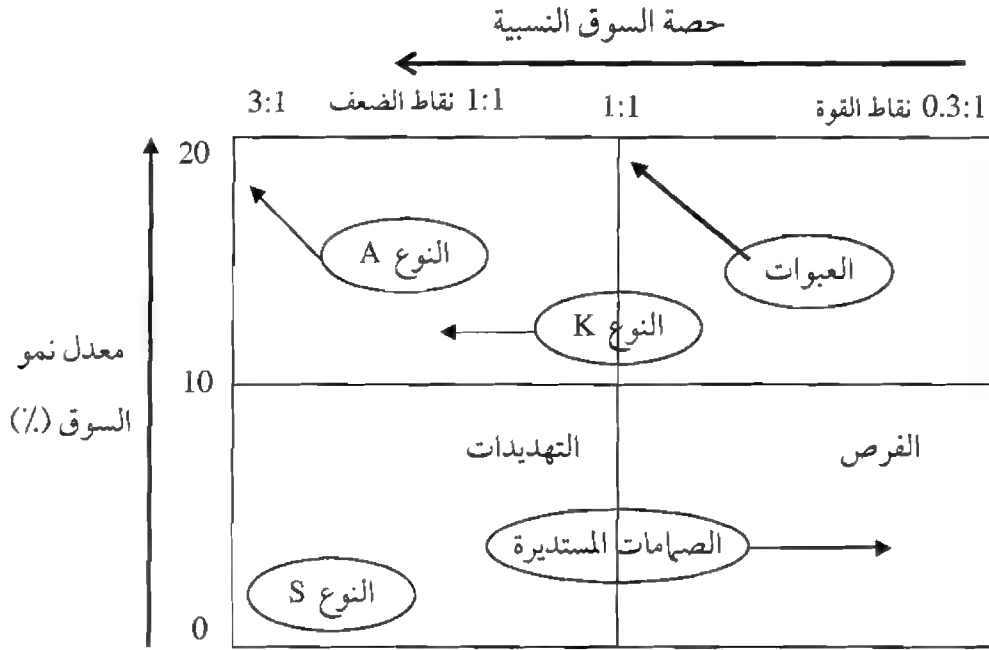 حصة السوق النسبية
0.3:1 نقاط القوة
1:1
1:1 نقاط الضعف
3:1
20
النوع A
العبوات
النوع K
معدل نمو
السوق (٪)
10
التهديدات
الفرص
الصمامات المستديرة
النوع S
0